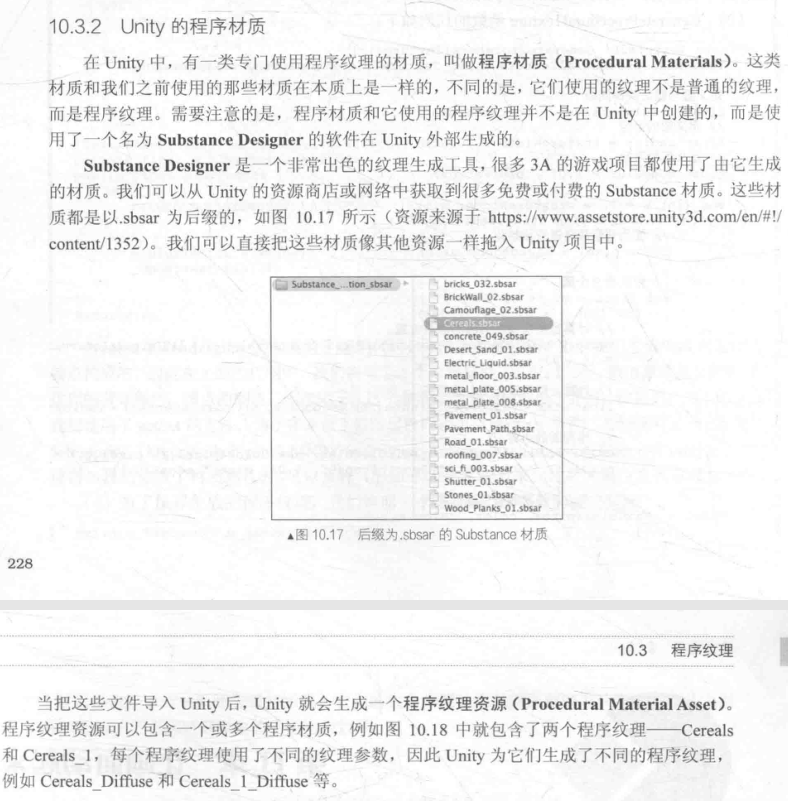 10.3.2 Unity 的程序材质
在 Unity 中，有一类专门使用程序纹理的材质，叫做程序材质（Procedural Materials）。这类
材质和我们之前使用的那些材质在本质上是一样的，不同的是，它们使用的纹理不是普通的纹理，
而是程序纹理。需要注意的是，程序材质和它使用的程序纹理并不是在 Unity 中创建的，而是使
用了一个名为 Substance Designer 的软件在 Unity 外部生成的。
Substance Designer 是一个非常出色的纹理生成工具，很多 3A 的游戏项目都使用了由它生成
的材质。我们可以从 Unity 的资源商店或网络中获取到很多免费或付费的 Substance 材质。这些材
质都是以.sbsar 为后缀的，如图 10.17 所示（资源来源于 https://www.assetstore.unity3d.com/en/#!/
content/1352）。我们可以直接把这些材质像其他资源一样拖入 Unity 项目中。
Substance_...tion_sbsar
bricks_032.sbsar
BrickWall_02.sbsar
Camouflage_02.sbsar
Cereals.sbsar
concrete_049.sbsar
Desert_Sand_01.sbsar
Electric_Liquid.sbsar
metal_floor_003.sbsar
metal_plate_005.sbsar
metal_plate_008.sbsar
Pavement_01.sbsar
Pavement_Path.sbsar
Road_01.sbsar
roofing_007.sbsar
sci_fi_003.sbsar
Shutter_01.sbsar
Stones_01.sbsar
Wood_Planks_01.sbsar
▲图 10.17 后缀为.sbsar 的 Substance 材质
228
10.3 程序纹理
当把这些文件导入 Unity 后，Unity 就会生成一个程序纹理资源（Procedural Material Asset）。
程序纹理资源可以包含一个或多个程序材质，例如图 10.18 中就包含了两个程序纹理——Cereals
和 Cereals_1，每个程序纹理使用了不同的纹理参数，因此 Unity 为它们生成了不同的程序纹理，
例如 Cereals_Diffuse 和 Cereals_1_Diffuse 等。